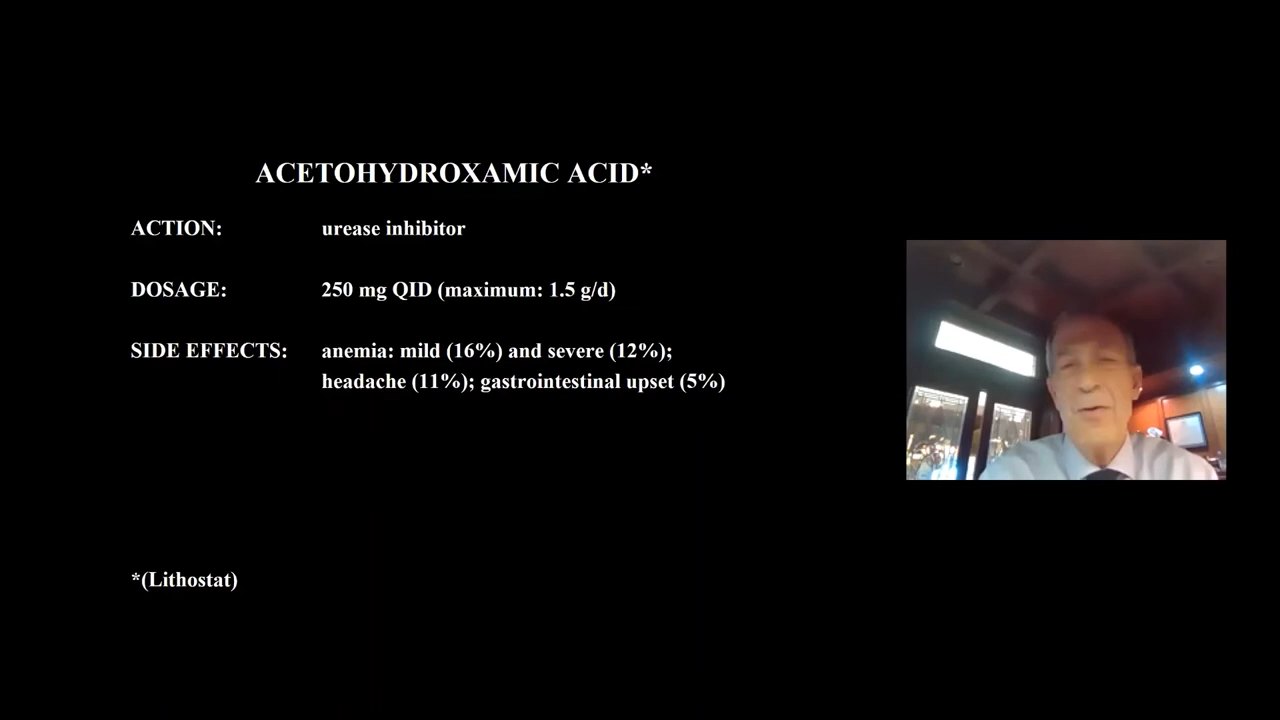 ACETOHYDROXAMIC ACID*
ACTION: urease inhibitor
DOSAGE: 250 mg QID (maximum: 1.5 g/d)
SIDE EFFECTS: anemia: mild (16%) and severe (12%);
headache (11%); gastrointestinal upset (5%)
*(Lithostat)